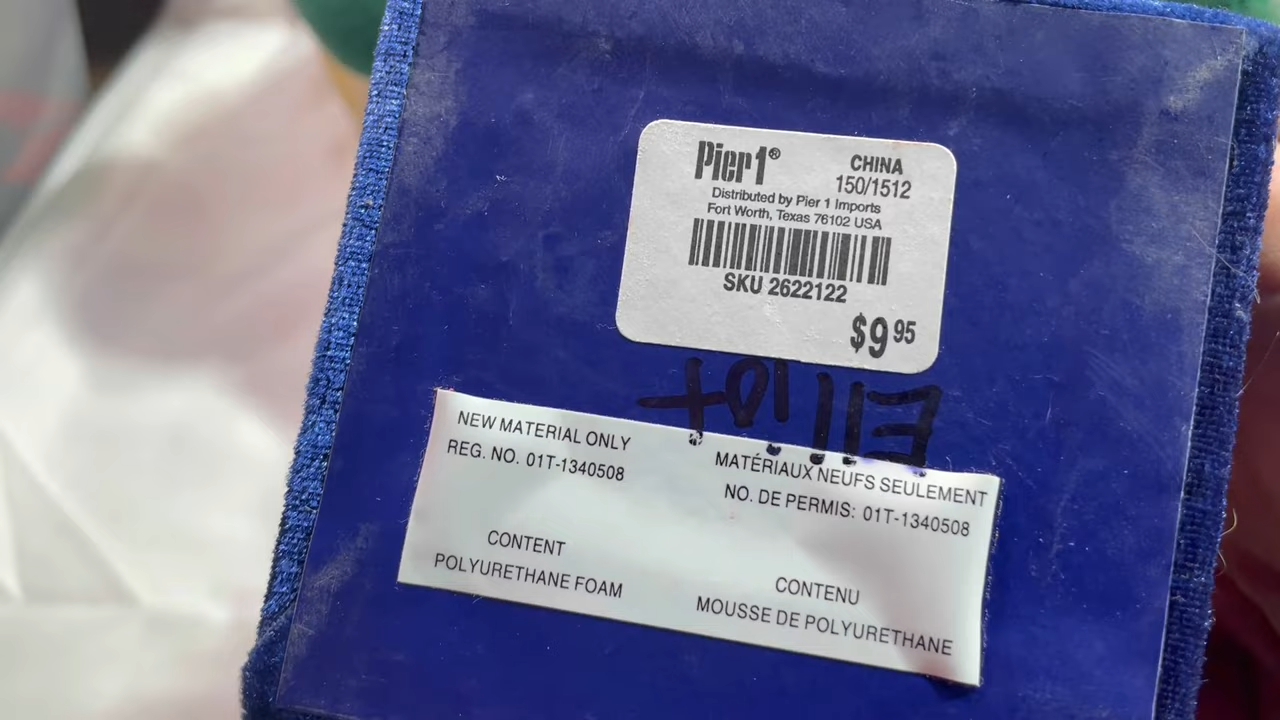 Pier1®
CHINA
150/1512
Distributed by Pier 1 Imports
Fort Worth, Texas 76102 USA
SKU 2622122
$9 95
Elliot
NEW MATERIAL ONLY
REG. NO. 01T-1340508
CONTENT
POLYURETHANE FOAM
MATÉRIAUX NEUFS SEULEMENT
NO. DE PERMIS: 01T-1340508
CONTENU
MOUSSE DE POLYURETHANE